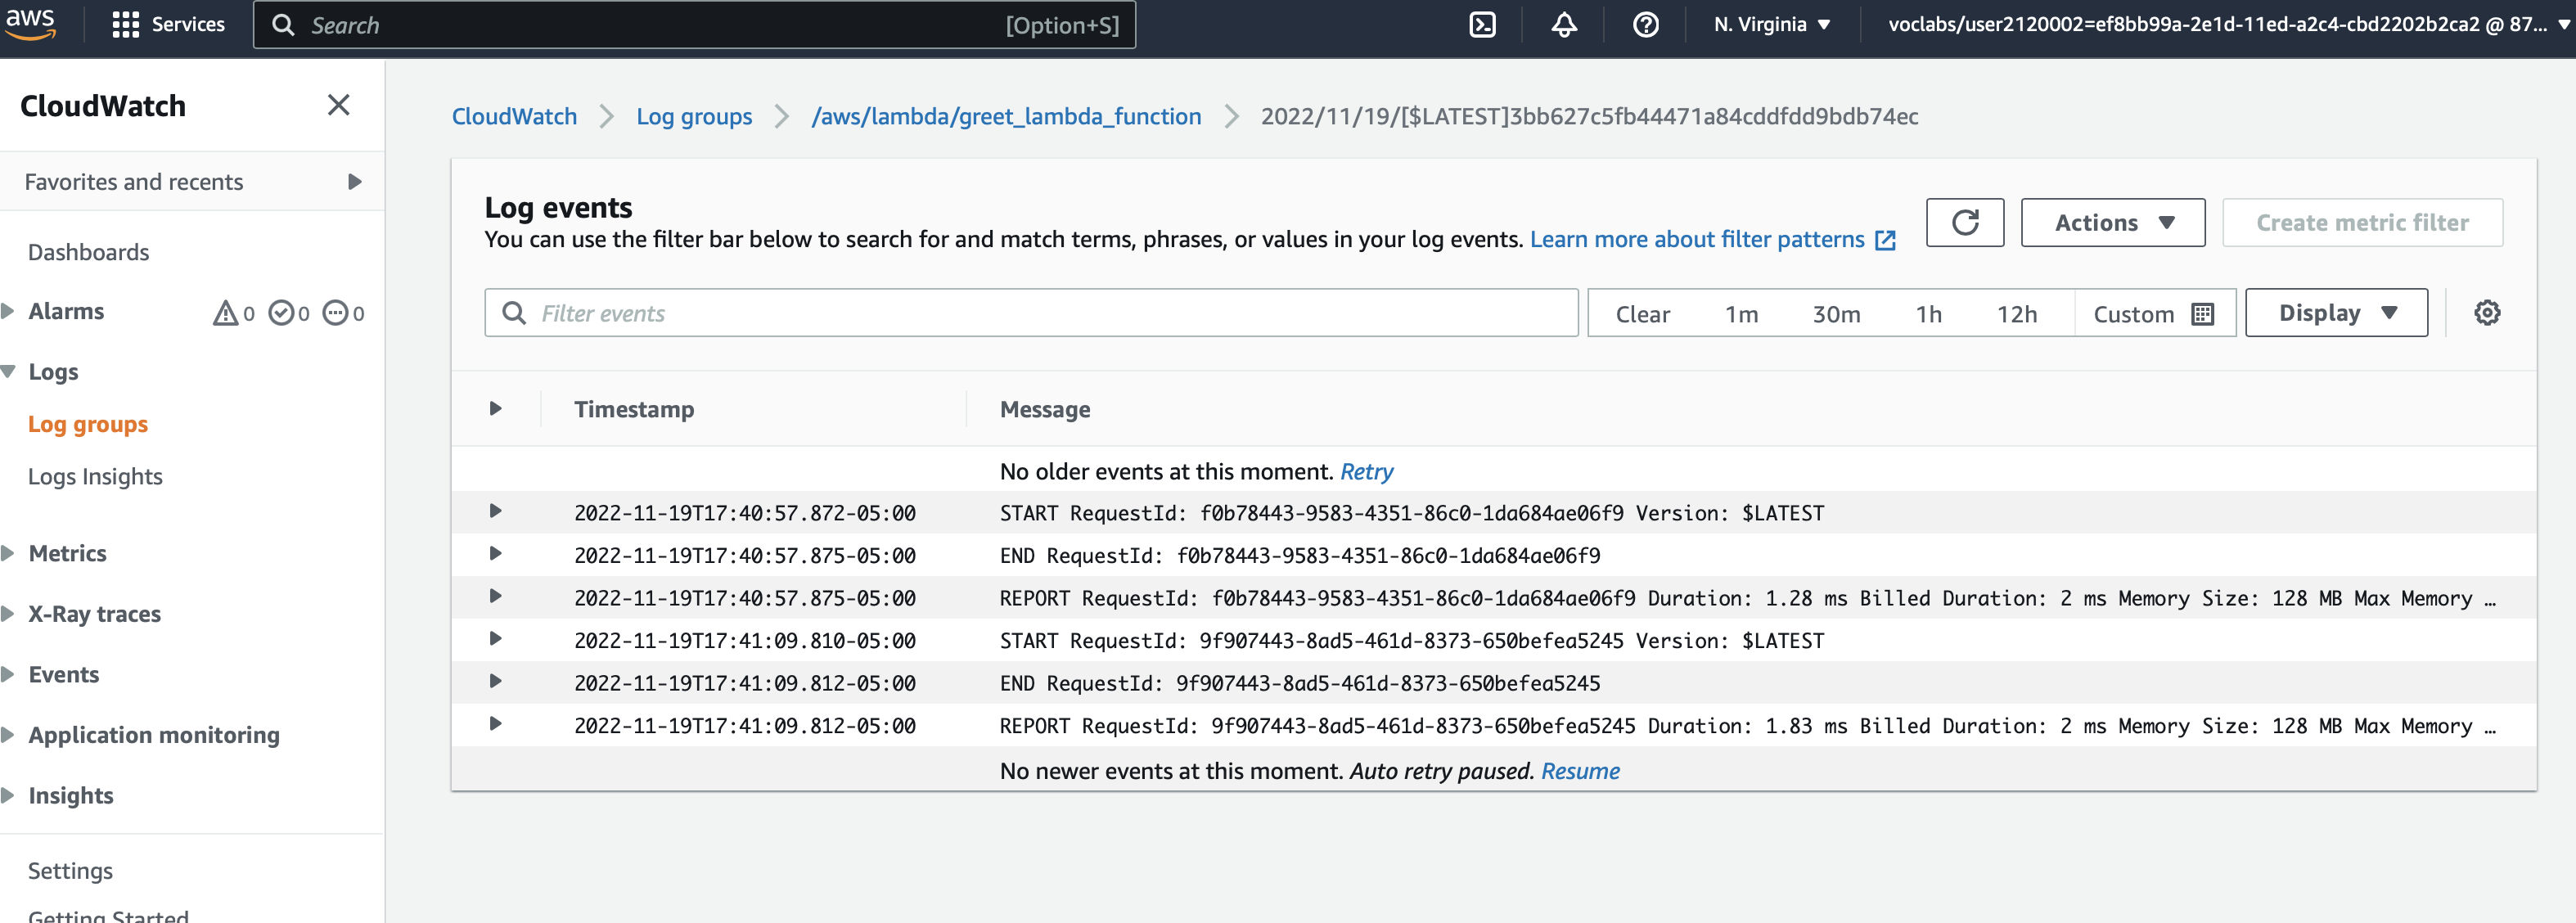 aws Services Search [Option+S] N. Virginia voclabs/user2120002=ef8bb99a-2e1d-11ed-a2c4-cbd2202b2ca2 @ 87...
CloudWatch
Favorites and recents
Dashboards
Alarms 0 0 0
Logs
Log groups
Logs Insights
Metrics
X-Ray traces
Events
Application monitoring
Insights
Settings
Getting Started
CloudWatch Log groups /aws/lambda/greet_lambda_function 2022/11/19/[$LATEST]3bb627c5fb44471a84cddfdd9bdb74ec
Log events
You can use the filter bar below to search for and match terms, phrases, or values in your log events. Learn more about filter patterns
Actions Create metric filter
Filter events Clear 1m 30m 1h 12h Custom Display
Timestamp Message
No older events at this moment. Retry
2022-11-19T17:40:57.872-05:00 START RequestId: f0b78443-9583-4351-86c0-1da684ae06f9 Version: $LATEST
2022-11-19T17:40:57.875-05:00 END RequestId: f0b78443-9583-4351-86c0-1da684ae06f9
2022-11-19T17:40:57.875-05:00 REPORT RequestId: f0b78443-9583-4351-86c0-1da684ae06f9 Duration: 1.28 ms Billed Duration: 2 ms Memory Size: 128 MB Max Memory …
2022-11-19T17:41:09.810-05:00 START RequestId: 9f907443-8ad5-461d-8373-650befea5245 Version: $LATEST
2022-11-19T17:41:09.812-05:00 END RequestId: 9f907443-8ad5-461d-8373-650befea5245
2022-11-19T17:41:09.812-05:00 REPORT RequestId: 9f907443-8ad5-461d-8373-650befea5245 Duration: 1.83 ms Billed Duration: 2 ms Memory Size: 128 MB Max Memory …
No newer events at this moment. Auto retry paused. Resume